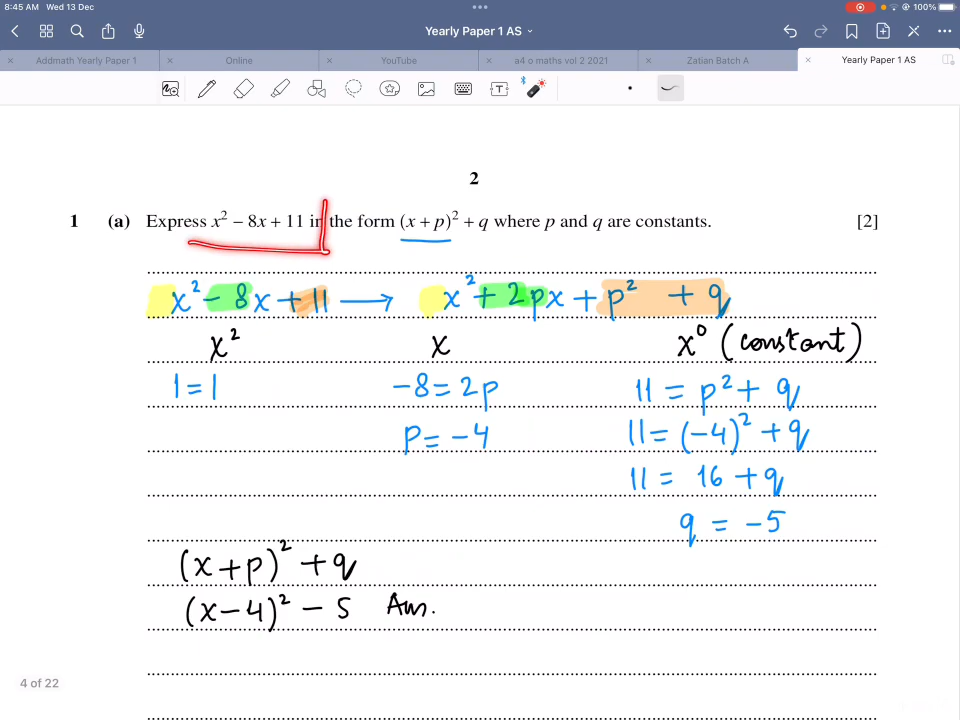 8:45 AM Wed 13 Dec
100%
Yearly Paper 1 AS
Addmath Yearly Paper 1
Online
YouTube
a4 o maths vol 2 2021
Zatian Batch A
Yearly Paper 1 AS
2
1 (a) Express x² − 8x + 11 in the form (x + p)² + q where p and q are constants. [2]
x² − 8x + 11 → x² + 2px + p² + q
x² x x⁰ (constant)
1 = 1 −8 = 2p 11 = p² + q
p = −4 11 = (−4)² + q
11 = 16 + q
q = −5
(x + p)² + q
(x − 4)² − 5 Ans.
4 of 22